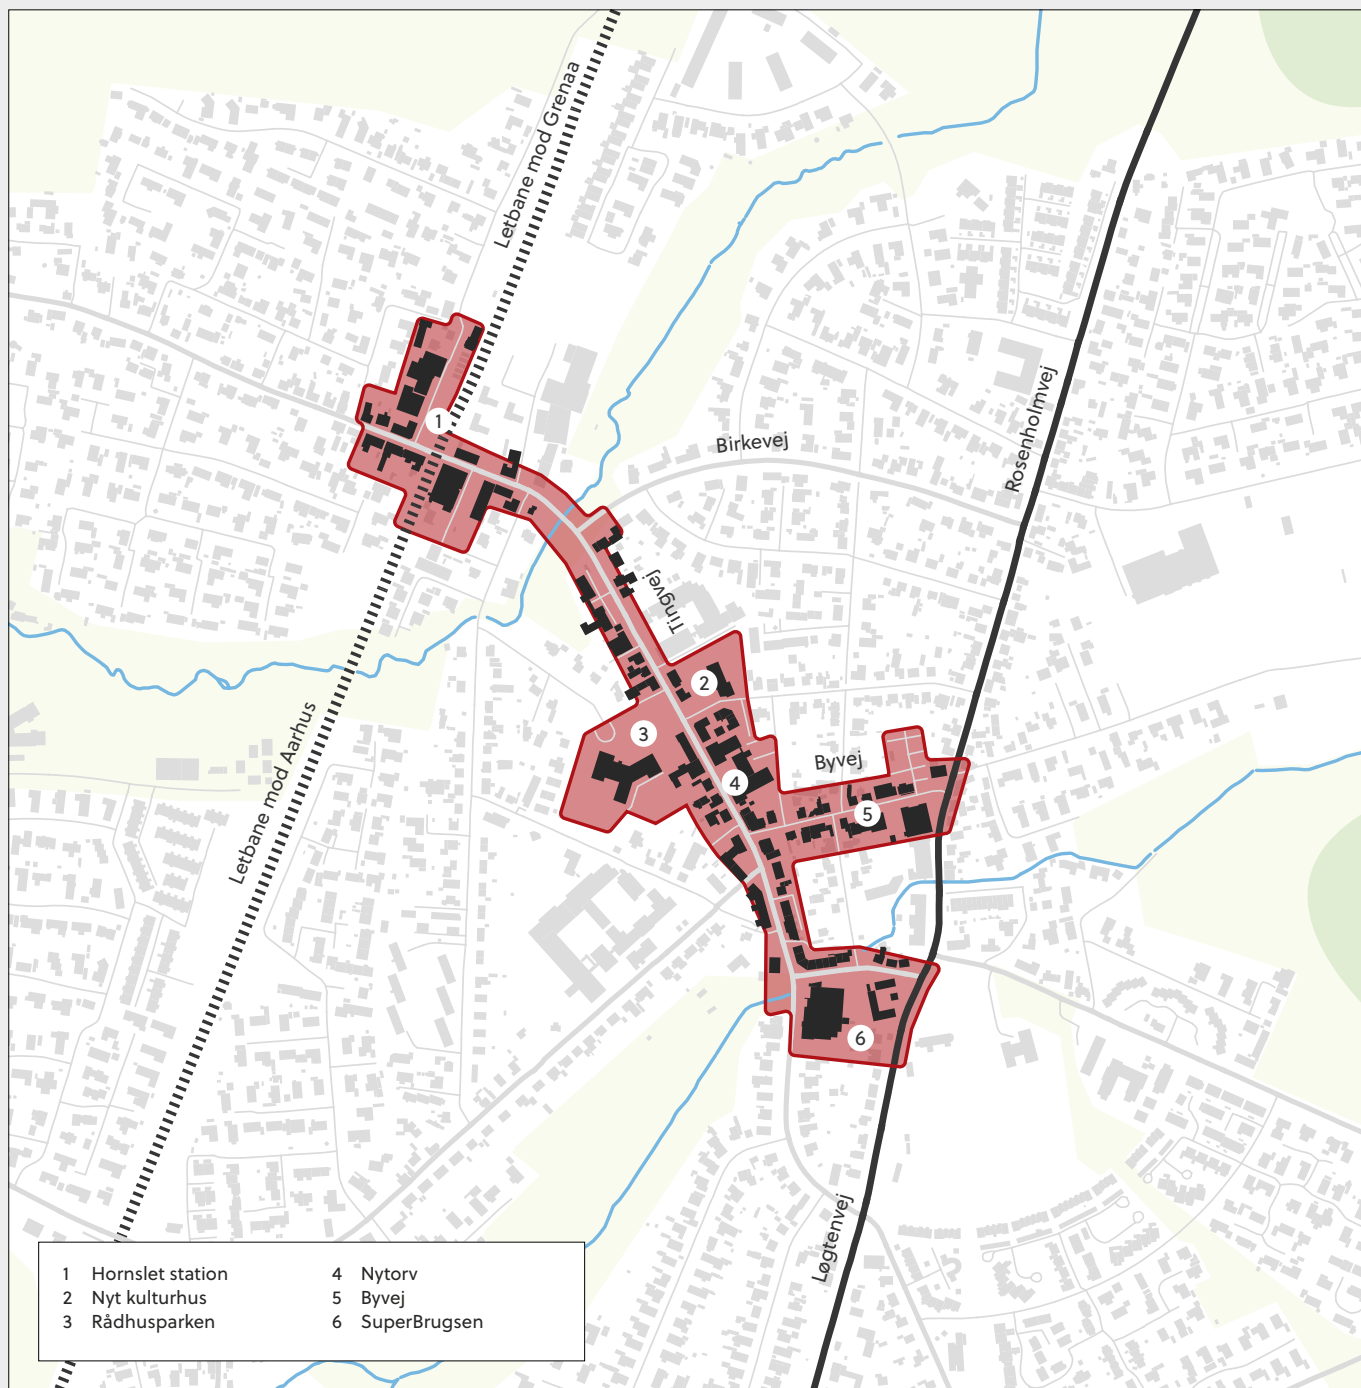 Letbane mod Grenaa
Rosenholmvej
1
Birkevej
Tingvej
2
3
Byvej
4
5
Letbane mod Aarhus
6
Løgtenvej
1 Hornslet station
2 Nyt kulturhus
3 Rådhusparken
4 Nytorv
5 Byvej
6 SuperBrugsen